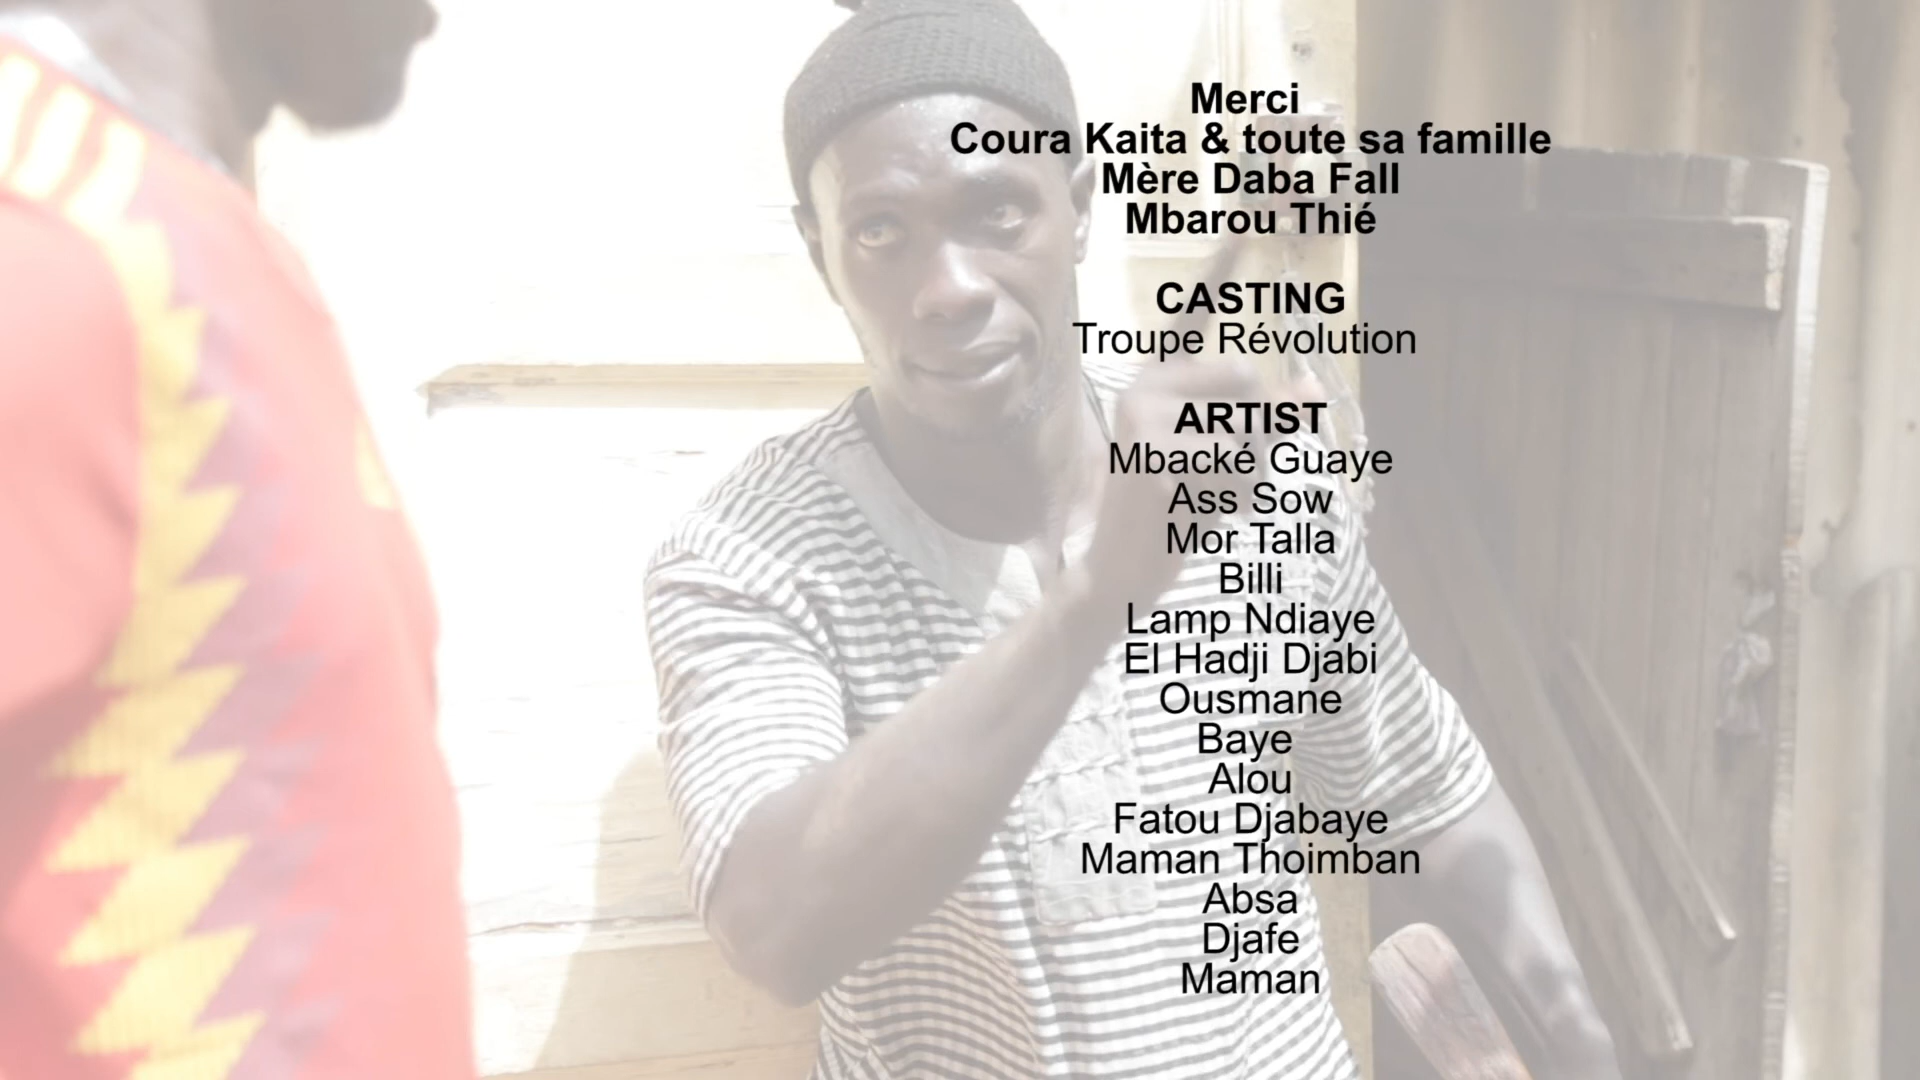 Merci
Coura Kaita & toute sa famille
Mère Daba Fall
Mbarou Thié
CASTING
Troupe Révolution
ARTIST
Mbacké Guaye
Ass Sow
Mor Talla
Billi
Lamp Ndiaye
El Hadji Djabi
Ousmane
Baye
Alou
Fatou Djabaye
Maman Thoimban
Absa
Djafe
Maman